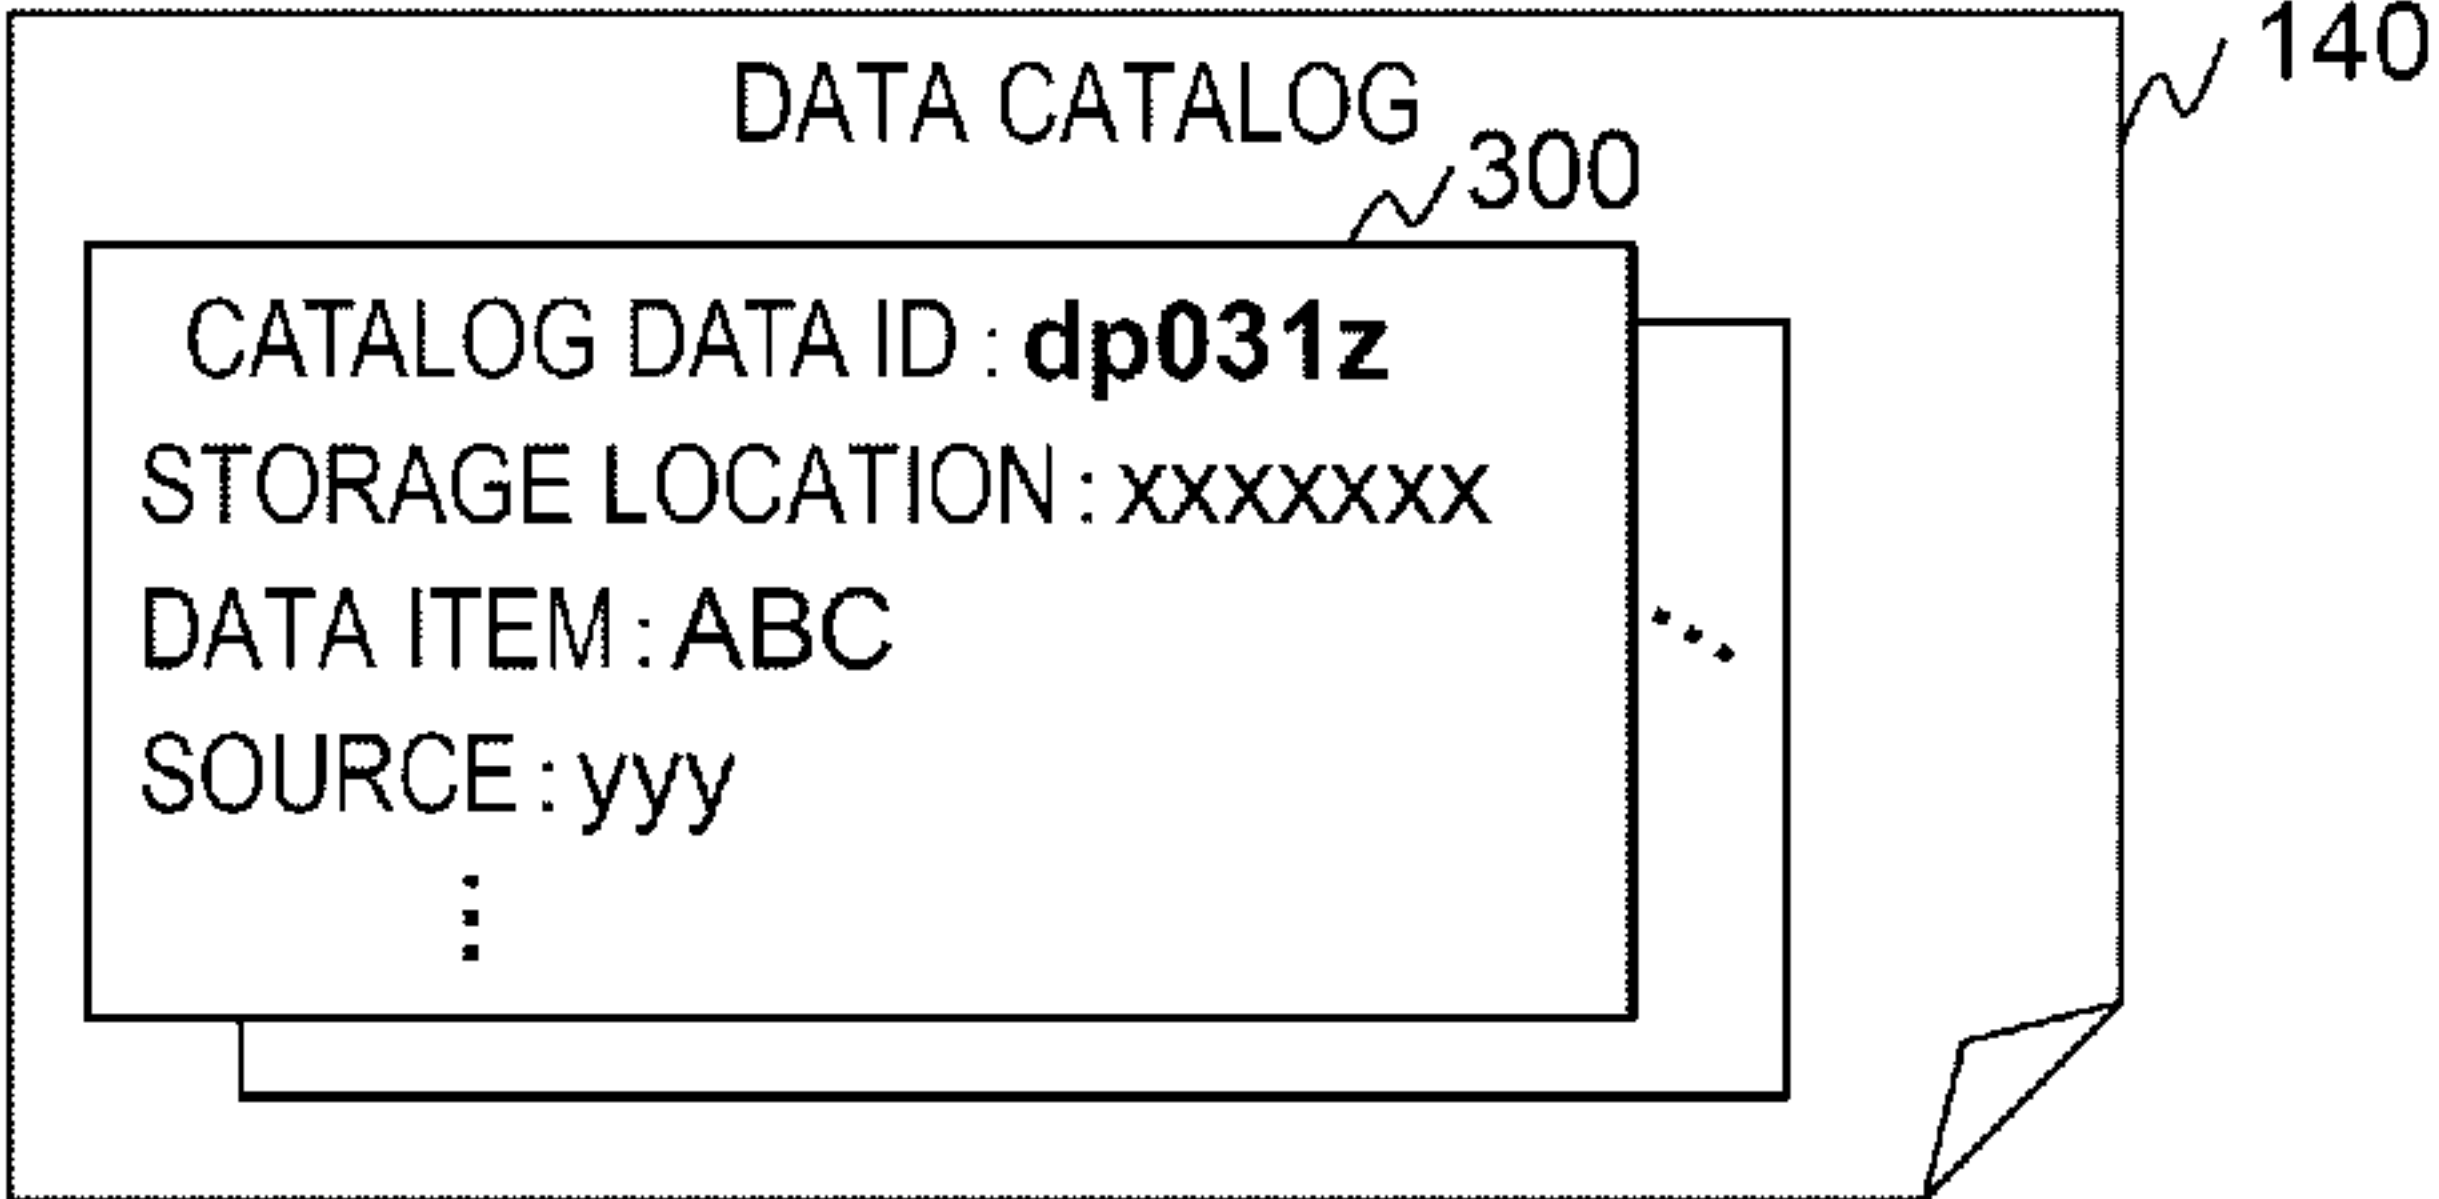 140
DATA CATALOG
300
CATALOG DATA ID : dp031z
STORAGE LOCATION : xxxxxxx
DATA ITEM : ABC
SOURCE : yyy